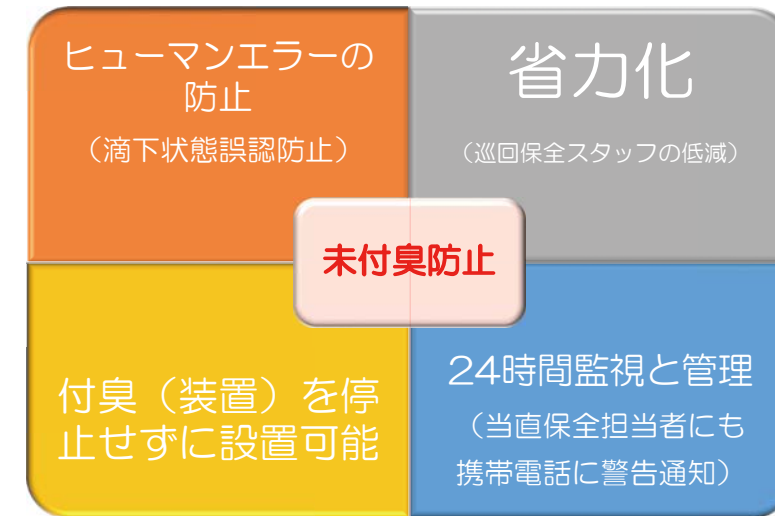 ヒューマンエラーの
防止
（滴下状態誤認防止）
省力化
（巡回保全スタッフの低減）
未付臭防止
付臭（装置）を停
止せずに設置可能
24時間監視と管理
（当直保全担当者にも
携帯電話に警告通知）